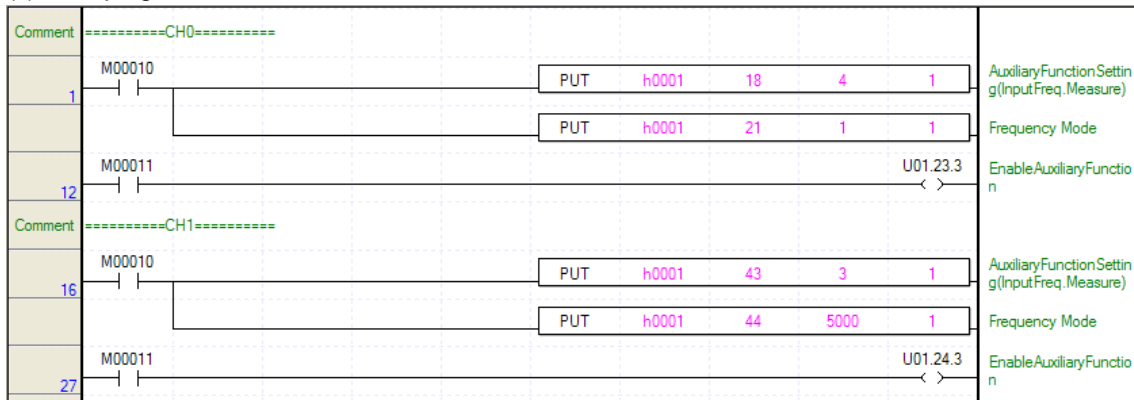 Comment ==========CH0==========
M00010
1 PUT h0001 18 4 1 AuxiliaryFunctionSettin
g(InputFreq.Measure)
PUT h0001 21 1 1 Frequency Mode
M00011 U01.23.3
12 EnableAuxiliaryFunctio
n
Comment ==========CH1==========
M00010
16 PUT h0001 43 3 1 AuxiliaryFunctionSettin
g(InputFreq.Measure)
PUT h0001 44 5000 1 Frequency Mode
M00011 U01.24.3
27 EnableAuxiliaryFunctio
n